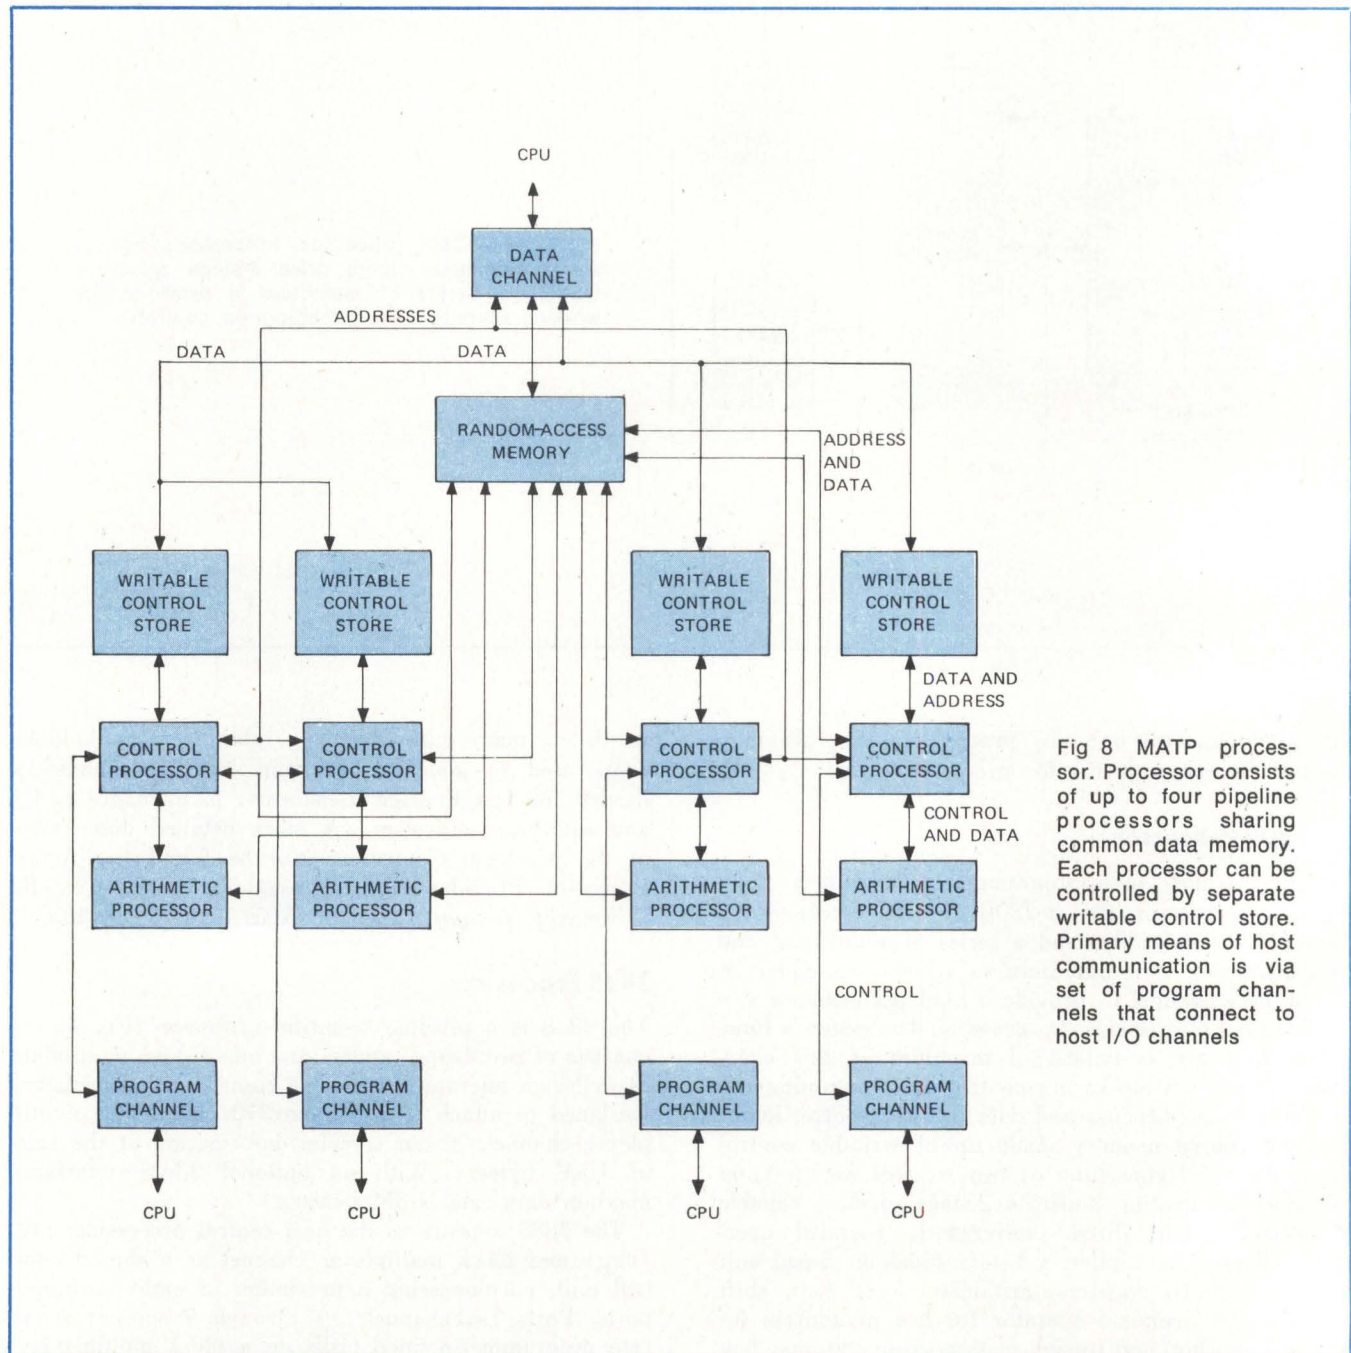 CPU
DATA
CHANNEL
ADDRESSES
DATA
DATA
RANDOM-ACCESS
MEMORY
ADDRESS
AND
DATA
WRITABLE
CONTROL
STORE
WRITABLE
CONTROL
STORE
WRITABLE
CONTROL
STORE
WRITABLE
CONTROL
STORE
DATA AND
ADDRESS
CONTROL
PROCESSOR
CONTROL
PROCESSOR
CONTROL
PROCESSOR
CONTROL
PROCESSOR
CONTROL
AND DATA
ARITHMETIC
PROCESSOR
ARITHMETIC
PROCESSOR
ARITHMETIC
PROCESSOR
ARITHMETIC
PROCESSOR
CONTROL
PROGRAM
CHANNEL
PROGRAM
CHANNEL
PROGRAM
CHANNEL
PROGRAM
CHANNEL
CPU
CPU
CPU
CPU
Fig 8 MATP proces-
sor. Processor consists
of up to four pipeline
processors sharing
common data memory.
Each processor can be
controlled by separate
writable control store.
Primary means of host
communication is via
set of program chan-
nels that connect to
host I/O channels